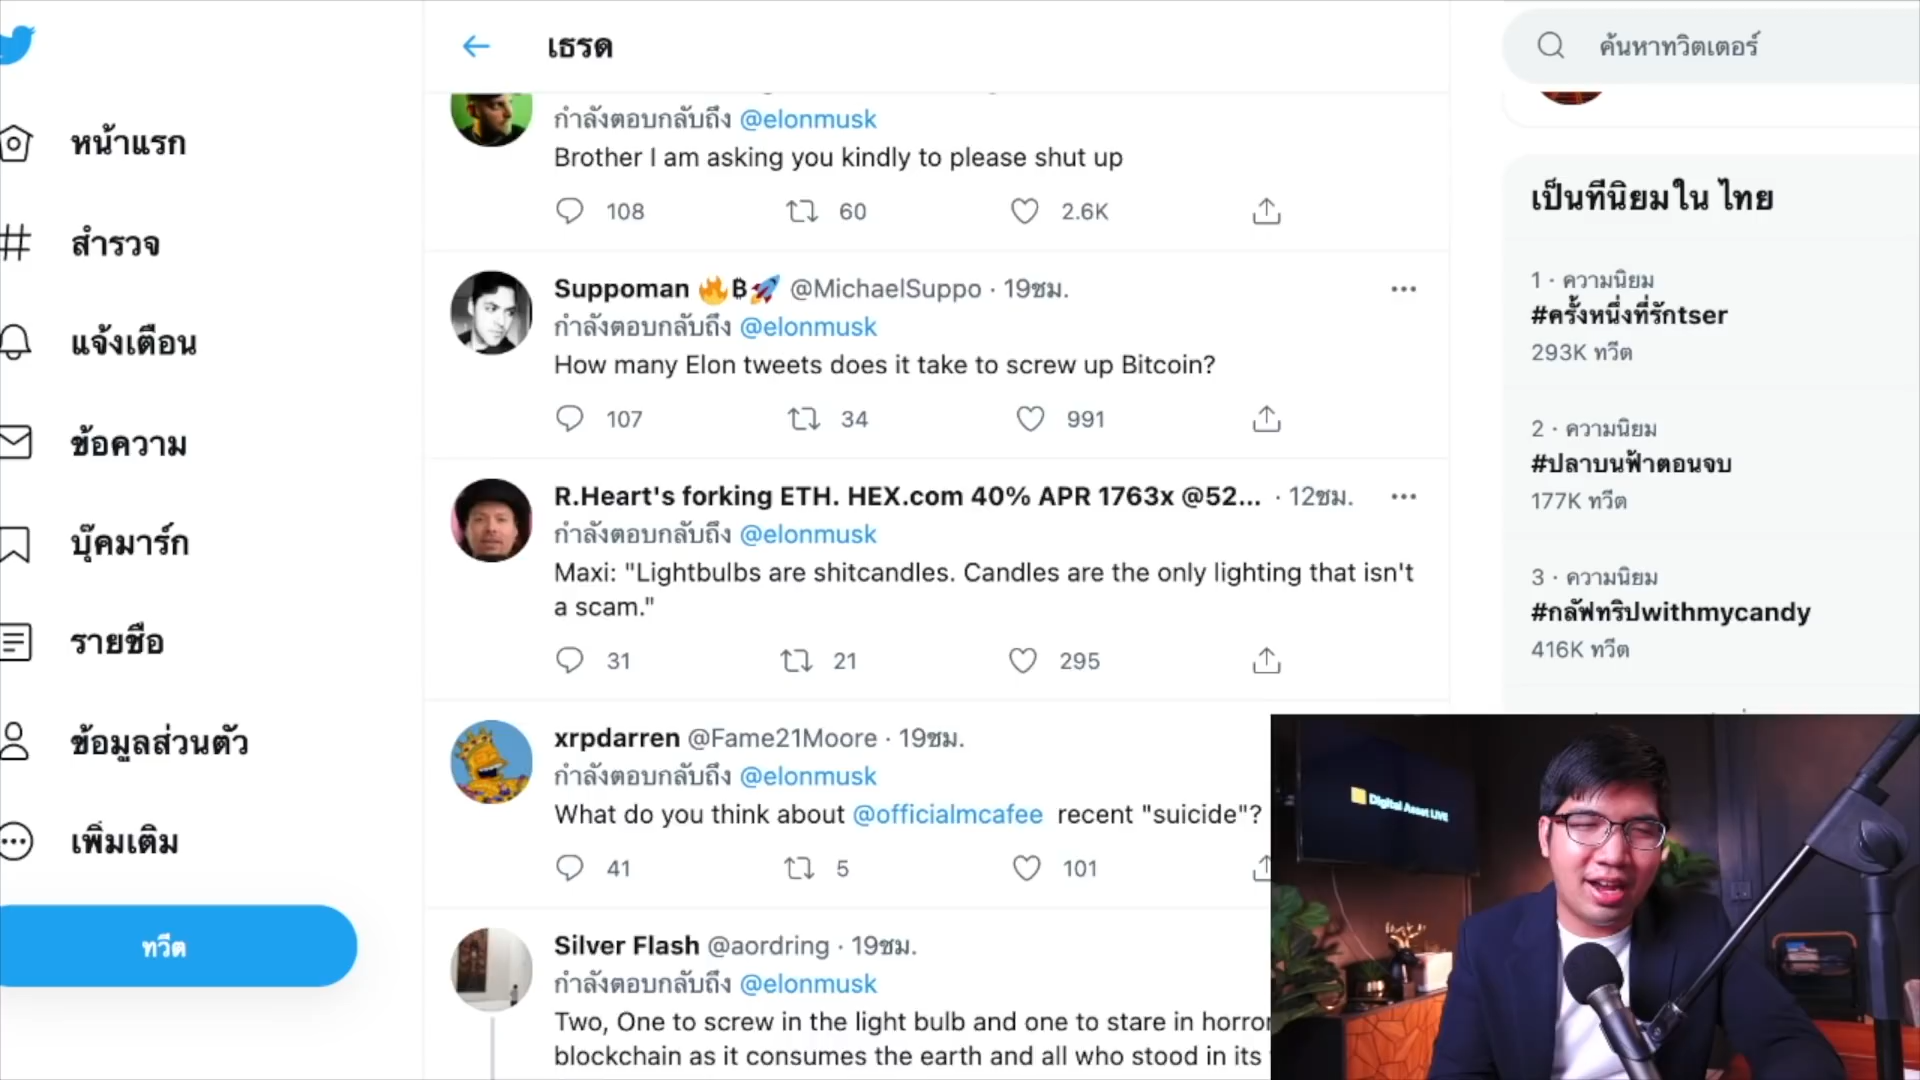 เธรด
ค้นหาทวิตเตอร์
หน้าแรก
สำรวจ
แจ้งเตือน
ข้อความ
บุ๊คมาร์ก
รายชื่อ
ข้อมูลส่วนตัว
เพิ่มเติม
ทวีต
กำลังตอบกลับถึง @elonmusk
Brother I am asking you kindly to please shut up
108 60 2.6K
Suppoman 🔥₿🚀 @MichaelSuppo · 19ชม.
กำลังตอบกลับถึง @elonmusk
How many Elon tweets does it take to screw up Bitcoin?
107 34 991
R.Heart's forking ETH. HEX.com 40% APR 1763x @52... · 12ชม.
กำลังตอบกลับถึง @elonmusk
Maxi: "Lightbulbs are shitcandles. Candles are the only lighting that isn't
a scam."
31 21 295
xrpdarren @Fame21Moore · 19ชม.
กำลังตอบกลับถึง @elonmusk
What do you think about @officialmcafee recent "suicide"?
41 5 101
Silver Flash @aordring · 19ชม.
กำลังตอบกลับถึง @elonmusk
Two, One to screw in the light bulb and one to stare in horror
blockchain as it consumes the earth and all who stood in its
เป็นที่นิยมใน ไทย
1 · ความนิยม
#ครั้งหนึ่งที่รักtser
293K ทวีต
2 · ความนิยม
#ปลาบนฟ้าตอนจบ
177K ทวีต
3 · ความนิยม
#กลัฟทริปwithmycandy
416K ทวีต
Digital Asset LIVE